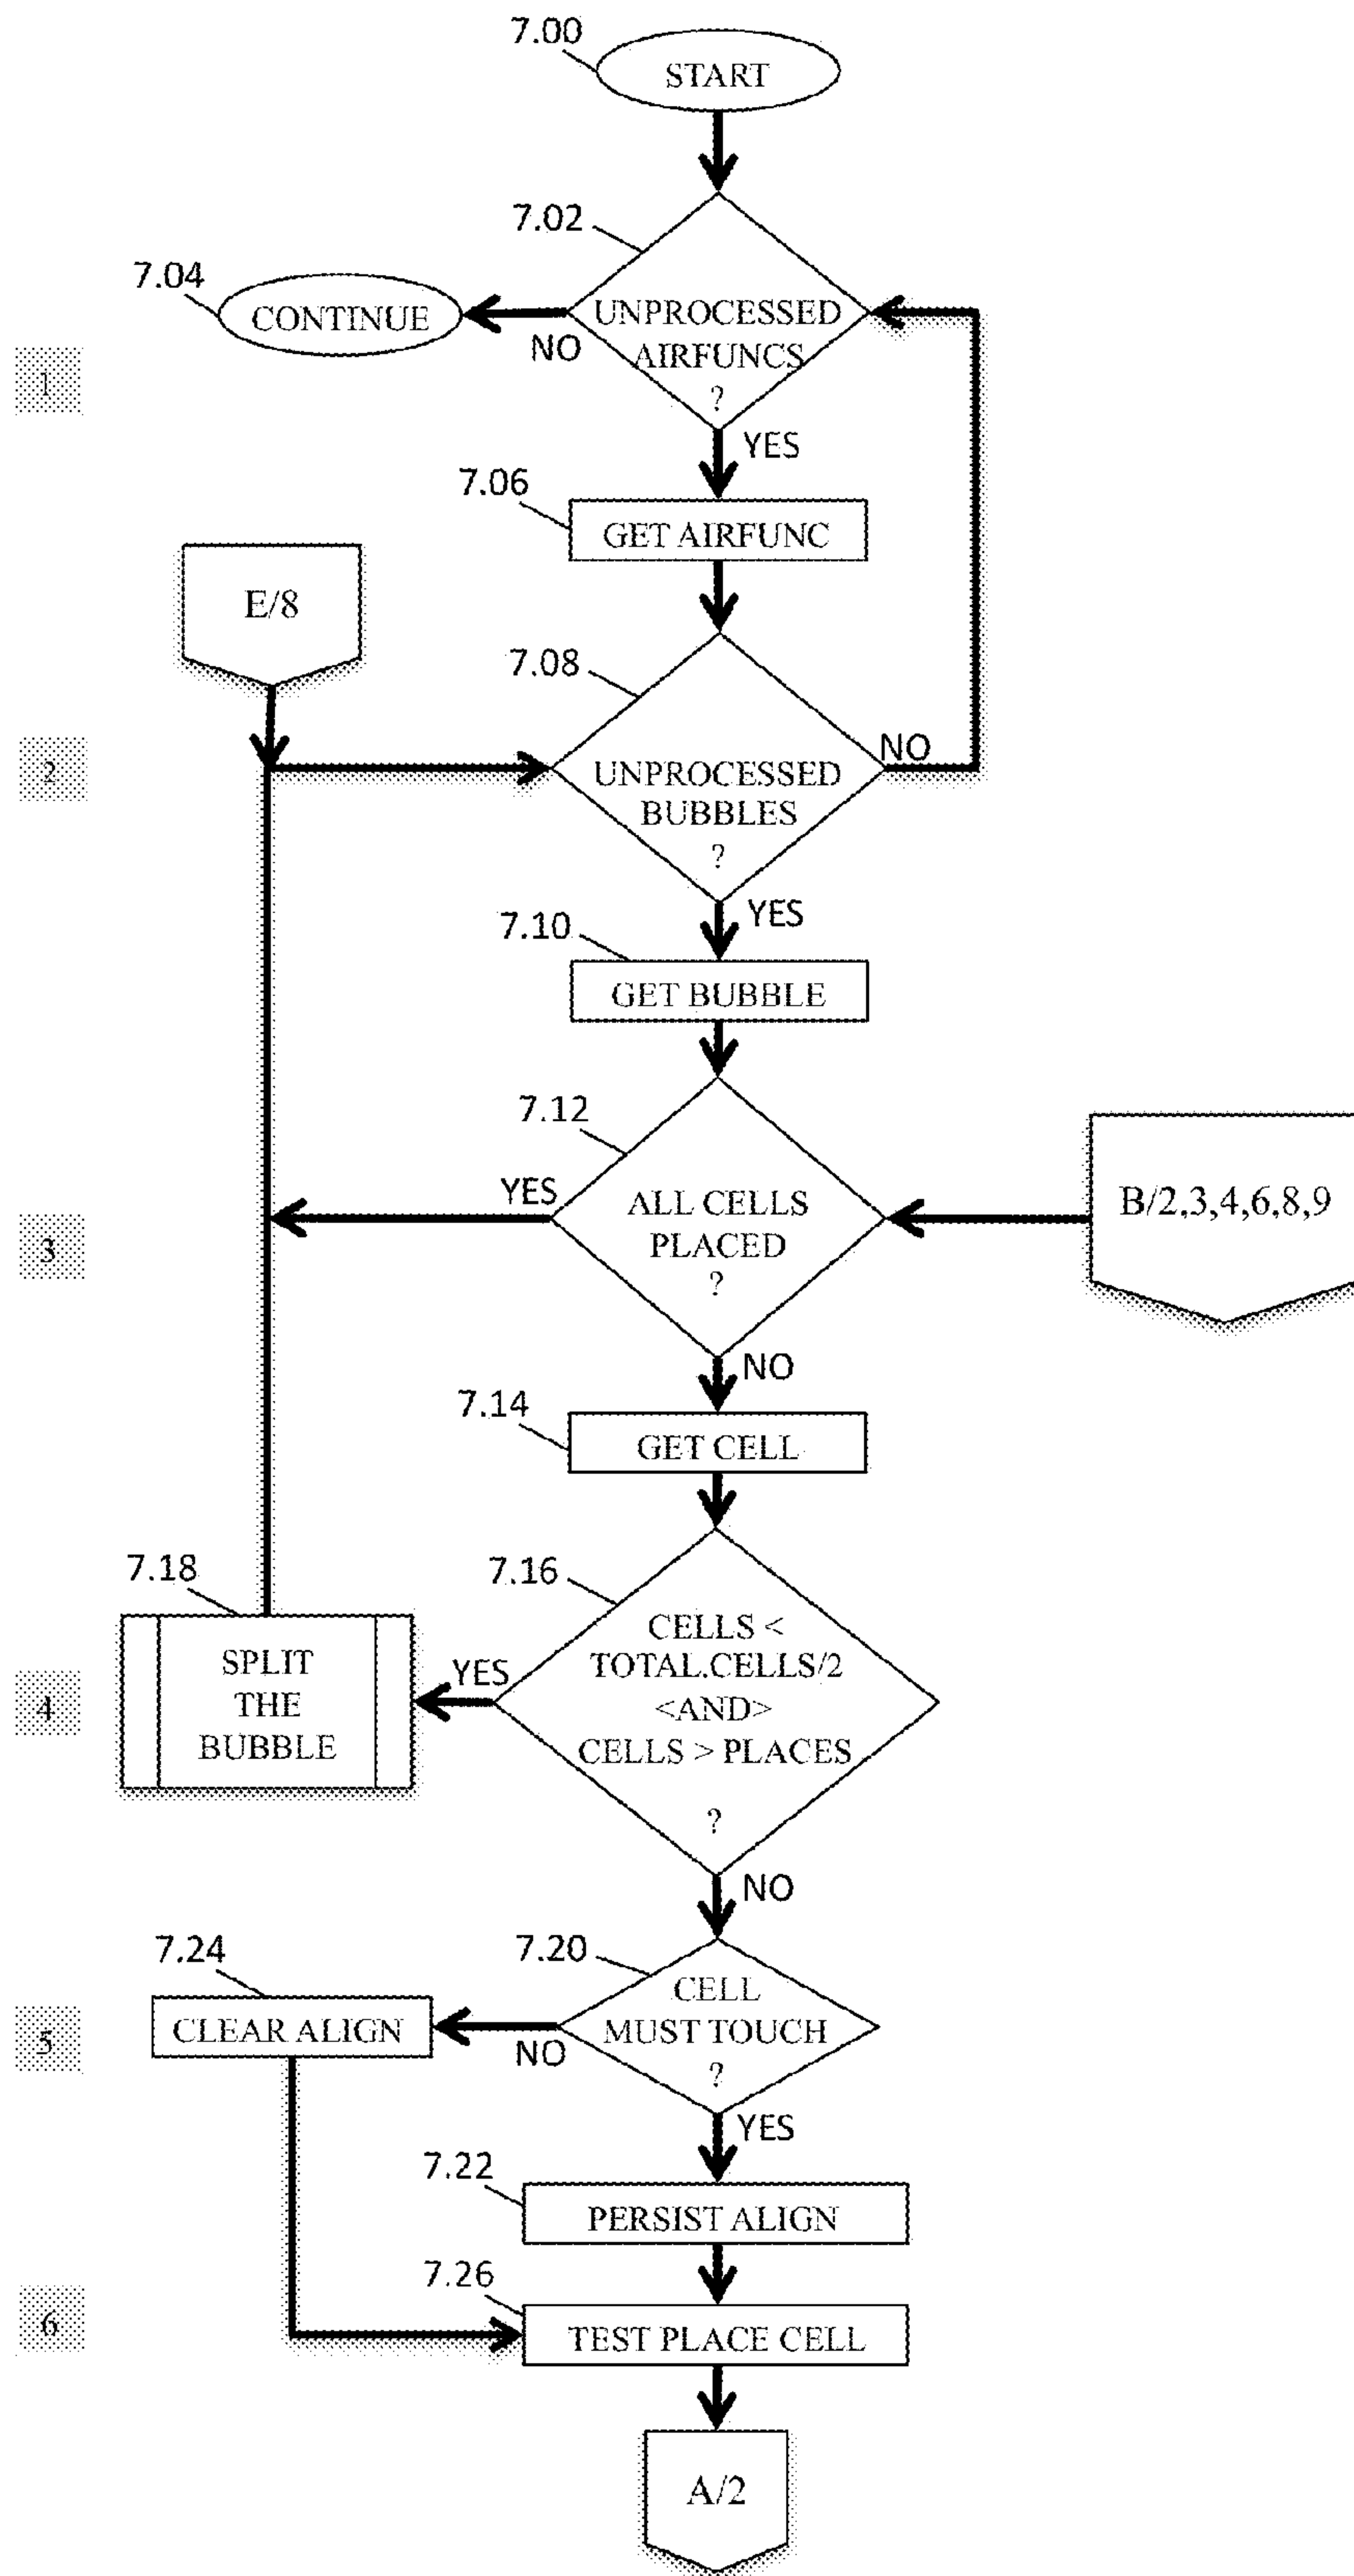 7.00
START
7.02
7.04
UNPROCESSED
AIRFUNCS
?
CONTINUE
NO
1
YES
7.06
GET AIRFUNC
E/8
7.08
2
UNPROCESSED
BUBBLES
?
NO
YES
7.10
GET BUBBLE
7.12
YES
ALL CELLS
PLACED
?
B/2,3,4,6,8,9
3
NO
7.14
GET CELL
7.18
7.16
SPLIT
THE
BUBBLE
YES
CELLS <
TOTAL.CELLS/2
<AND>
CELLS > PLACES
?
4
NO
7.24
7.20
CLEAR ALIGN
NO
CELL
MUST TOUCH
?
5
YES
7.22
PERSIST ALIGN
7.26
6
TEST PLACE CELL
A/2